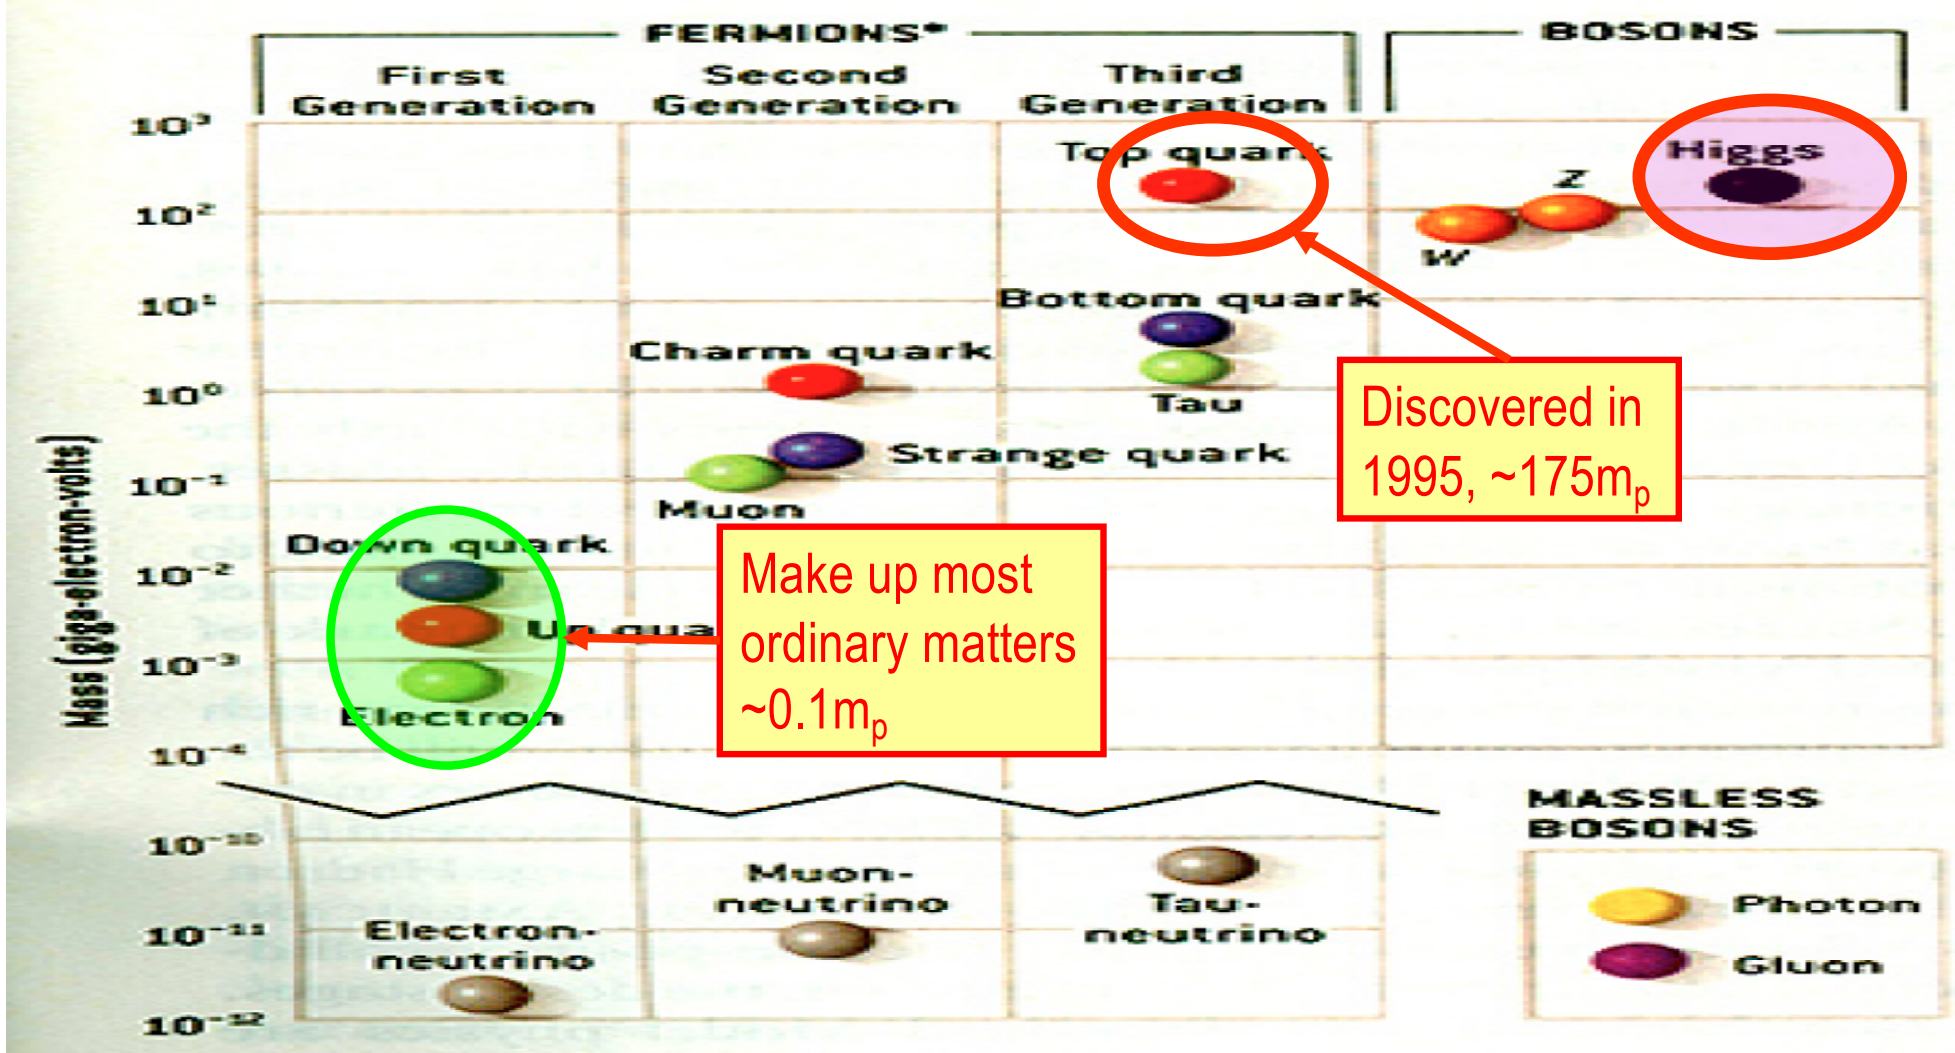 FERMIONS*
BOSONS
First
Generation
Second
Generation
Third
Generation
10³
10²
10¹
10⁰
10⁻¹
10⁻²
10⁻³
10⁻⁴
10⁻¹⁰
10⁻¹¹
10⁻¹²
Mass (giga-electron-volts)
Top quark
Higgs
Z
W
Bottom quark
Charm quark
Tau
Strange quark
Muon
Down quark
Up qua
Electron
Discovered in
1995, ~175mₚ
Make up most
ordinary matters
~0.1mₚ
Muon-
neutrino
Tau-
neutrino
Electron-
neutrino
MASSLESS
BOSONS
Photon
Gluon